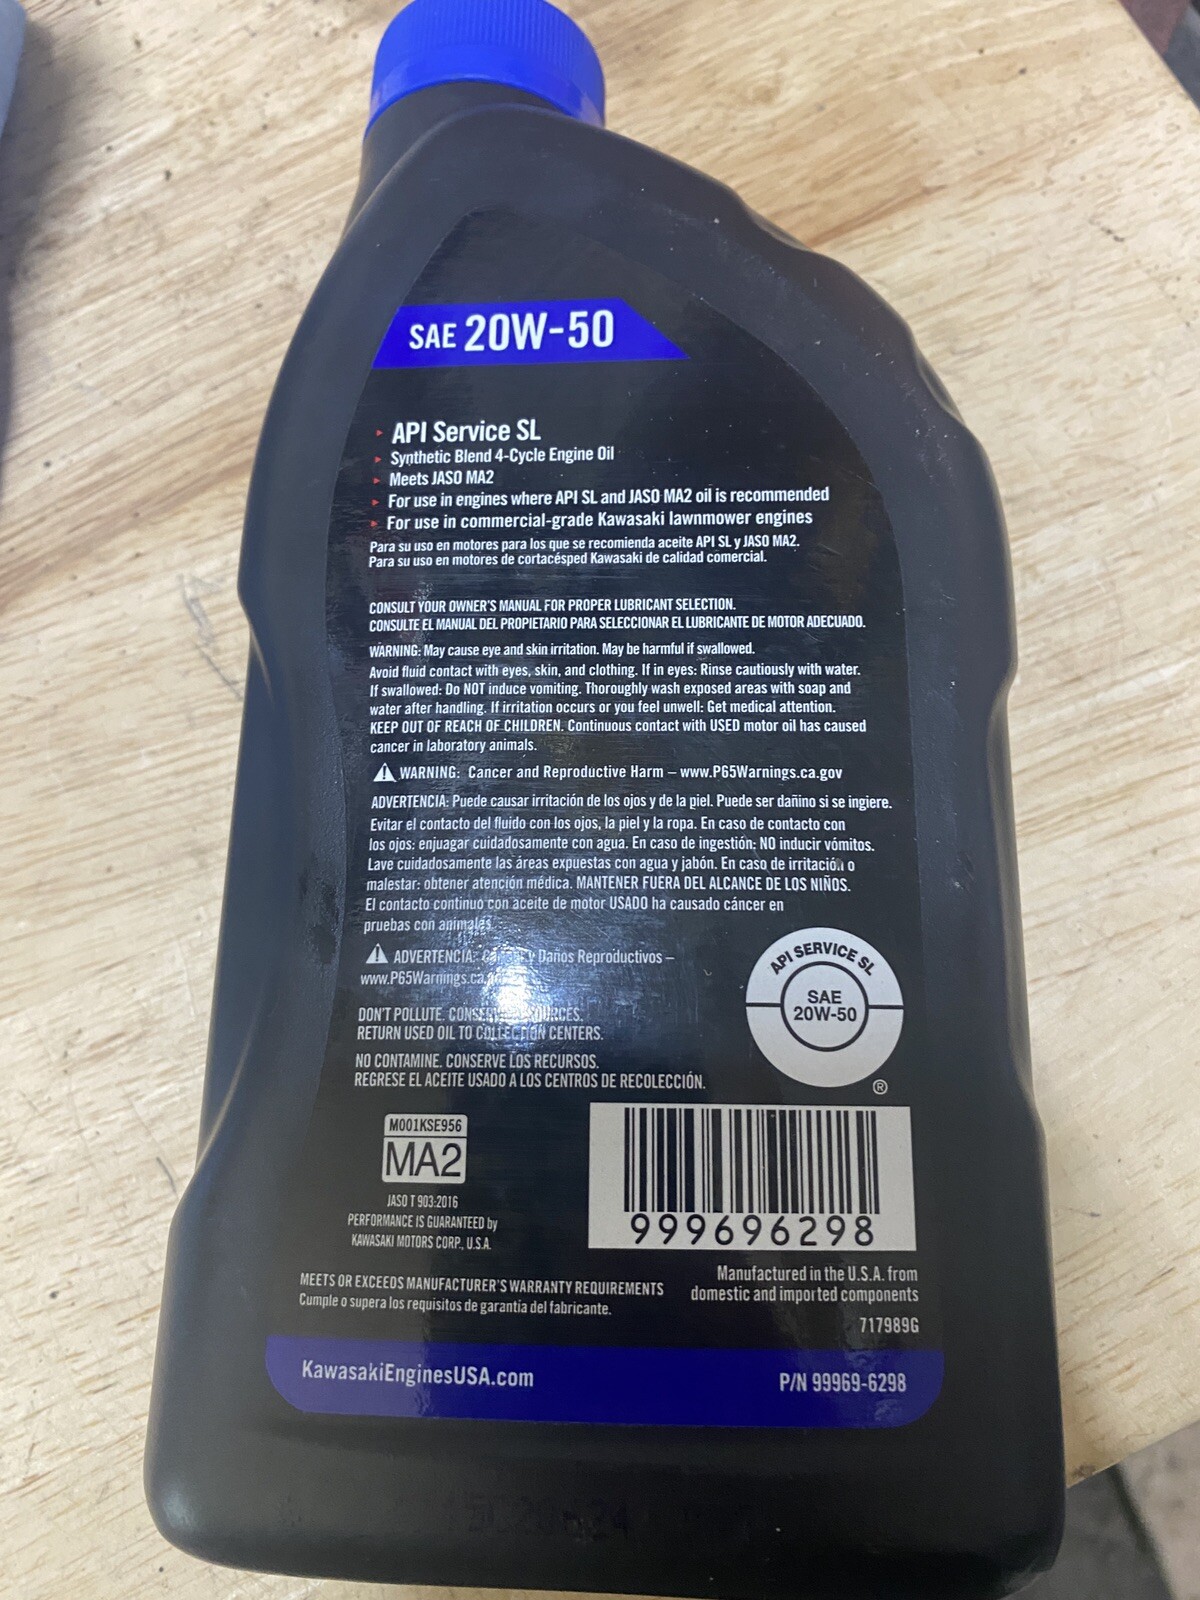 SAE 20W-50
API Service SL
Synthetic Blend 4-Cycle Engine Oil
Meets JASO MA2
For use in engines where API SL and JASO MA2 oil is recommended
For use in commercial-grade Kawasaki lawnmower engines
Para su uso en motores para los que se recomienda aceite API SL y JASO MA2.
Para su uso en motores de cortacésped Kawasaki de calidad comercial.
CONSULT YOUR OWNER'S MANUAL FOR PROPER LUBRICANT SELECTION.
CONSULTE EL MANUAL DEL PROPIETARIO PARA SELECCIONAR EL LUBRICANTE DE MOTOR ADECUADO.
WARNING: May cause eye and skin irritation. May be harmful if swallowed.
Avoid fluid contact with eyes, skin, and clothing. If in eyes: Rinse cautiously with water.
If swallowed: Do NOT induce vomiting. Thoroughly wash exposed areas with soap and
water after handling. If irritation occurs or you feel unwell: Get medical attention.
KEEP OUT OF REACH OF CHILDREN. Continuous contact with USED motor oil has caused
cancer in laboratory animals.
WARNING: Cancer and Reproductive Harm – www.P65Warnings.ca.gov
ADVERTENCIA: Puede causar irritación de los ojos y de la piel. Puede ser dañino si se ingiere.
Evitar el contacto del fluido con los ojos, la piel y la ropa. En caso de contacto con
los ojos: enjuagar cuidadosamente con agua. En caso de ingestión: NO inducir vómitos.
Lave cuidadosamente las áreas expuestas con agua y jabón. En caso de irritación o
malestar: obtener atención médica. MANTENER FUERA DEL ALCANCE DE LOS NIÑOS.
El contacto continuo con aceite de motor USADO ha causado cáncer en
pruebas con animales.
ADVERTENCIA: y Daños Reproductivos –
www.P65Warnings.ca.gov
DON'T POLLUTE. CONSERVE RESOURCES.
RETURN USED OIL TO COLLECTION CENTERS.
NO CONTAMINE. CONSERVE LOS RECURSOS.
REGRESE EL ACEITE USADO A LOS CENTROS DE RECOLECCIÓN.
API SERVICE SL
SAE
20W-50
®
M001KSE956
MA2
JASO T 903:2016
PERFORMANCE IS GUARANTEED by
KAWASAKI MOTORS CORP., U.S.A.
999696298
MEETS OR EXCEEDS MANUFACTURER'S WARRANTY REQUIREMENTS
Cumple o supera los requisitos de garantía del fabricante.
Manufactured in the U.S.A. from
domestic and imported components
717989G
KawasakiEnginesUSA.com
P/N 99969-6298